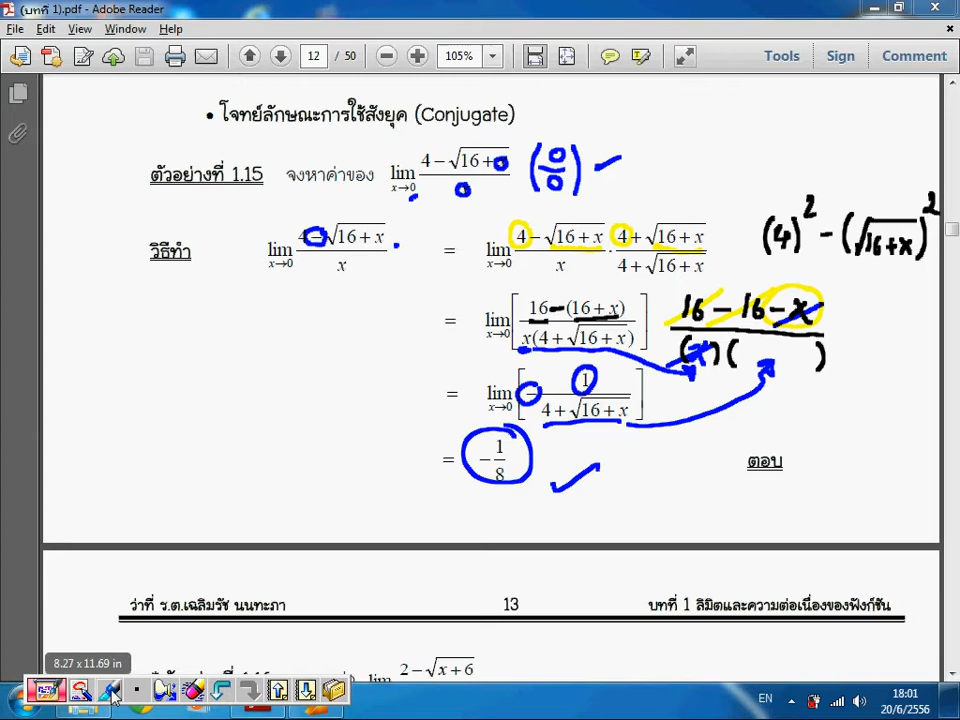 (บทที่ 1).pdf - Adobe Reader
File Edit View Window Help
12 / 50 105% Tools Sign Comment
• โจทย์ลักษณะการใช้สังยุค (Conjugate)
ตัวอย่างที่ 1.15 จงหาค่าของ lim x→0 4 − √16+0 0 (0/0)
วิธีทำ lim x→0 4 − √16 + x / x = lim x→0 4 − √16 + x / x · 4 + √16 + x / 4 + √16 + x (4)² − (√16+x)²
= lim x→0 [16 − (16 + x) / x(4 + √16 + x)] 16 − 16 − x / (x)( )
= lim x→0 [− 1 / 4 + √16 + x]
= − 1/8 ตอบ
ว่าที่ ร.ต.เฉลิมรัช นนทะภา 13 บทที่ 1 ลิมิตและความต่อเนื่องของฟังก์ชัน
2 − √x + 6
lim
8.27 x 11.69 in
EN 18:01
20/6/2556